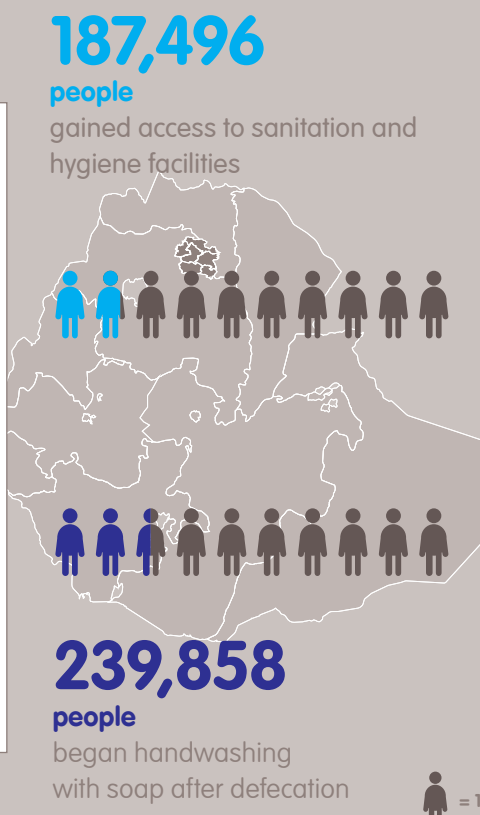 187,496
people
gained access to sanitation and
hygiene facilities
239,858
people
began handwashing
with soap after defecation
=